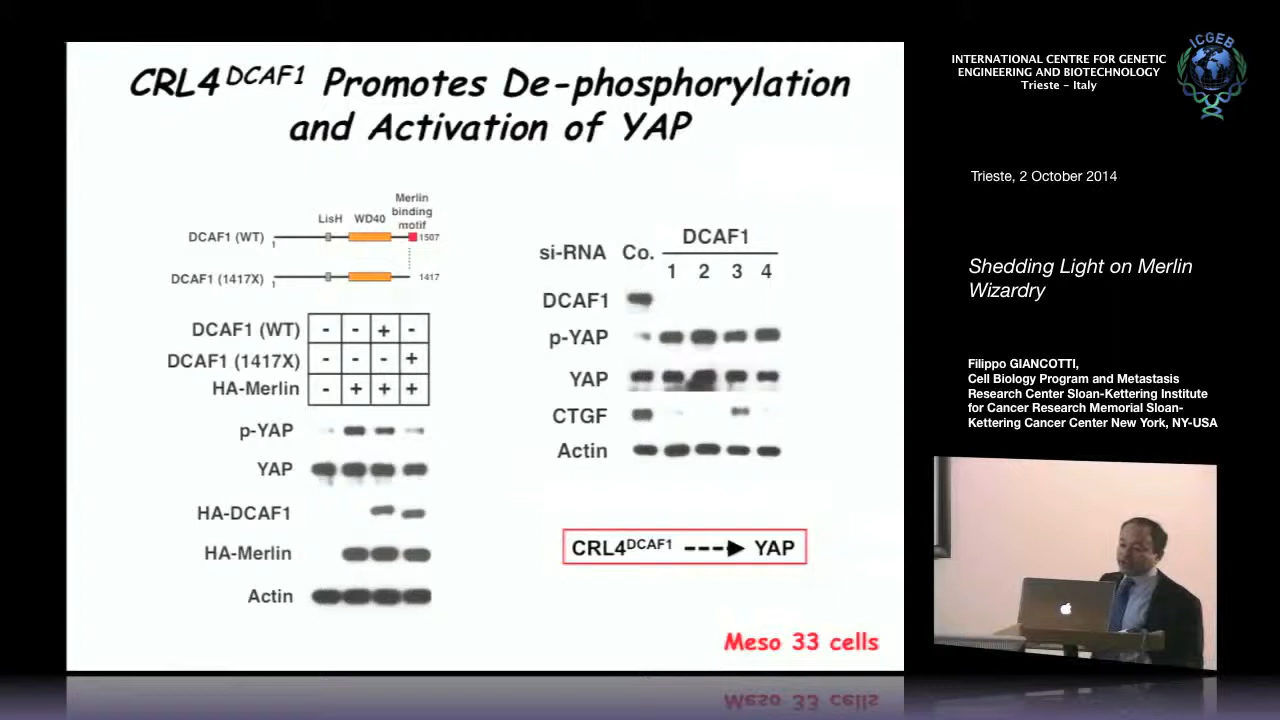 CRL4DCAF1 Promotes De-phosphorylation
and Activation of YAP
Merlin
binding
motif
LisH WD40
DCAF1 (WT) 1 1507
DCAF1 (1417X) 1 1417
DCAF1 (WT) - - + -
DCAF1 (1417X) - - - +
HA-Merlin - + + +
p-YAP
YAP
HA-DCAF1
HA-Merlin
Actin
DCAF1
si-RNA Co. 1 2 3 4
DCAF1
p-YAP
YAP
CTGF
Actin
CRL4DCAF1 YAP
Meso 33 cells
INTERNATIONAL CENTRE FOR GENETIC
ENGINEERING AND BIOTECHNOLOGY
Trieste - Italy
ICGEB
Trieste, 2 October 2014
Shedding Light on Merlin
Wizardry
Filippo GIANCOTTI,
Cell Biology Program and Metastasis
Research Center Sloan-Kettering Institute
for Cancer Research Memorial Sloan-
Kettering Cancer Center New York, NY-USA